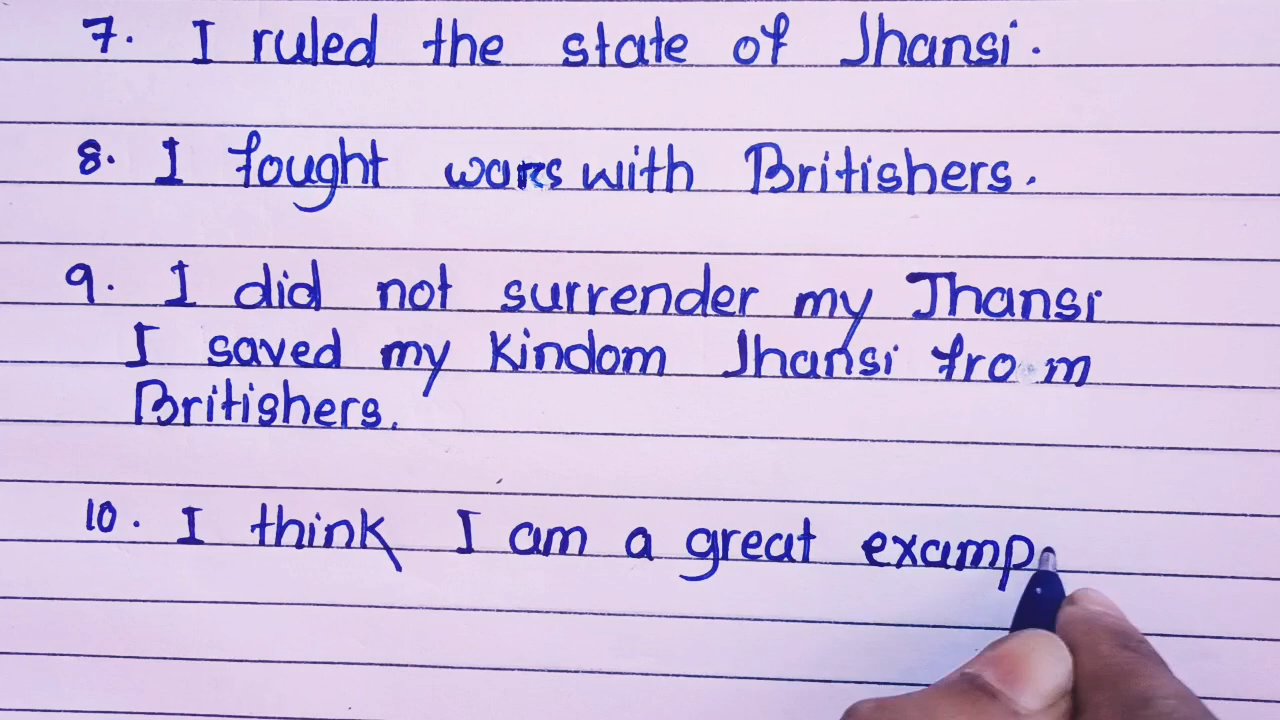 7. I ruled the state of Jhansi.
8. I fought wars with Britishers.
9. I did not surrender my Jhansi
I saved my Kindom Jhansi from
Britishers.
10. I think I am a great examp